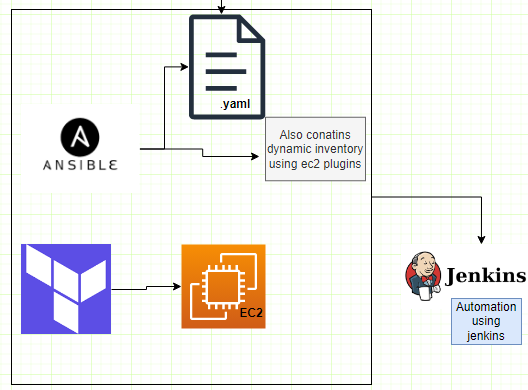 .yaml
ANSIBLE
Also conatins
dynamic inventory
using ec2 plugins
EC2
Jenkins
Automation
using
jenkins